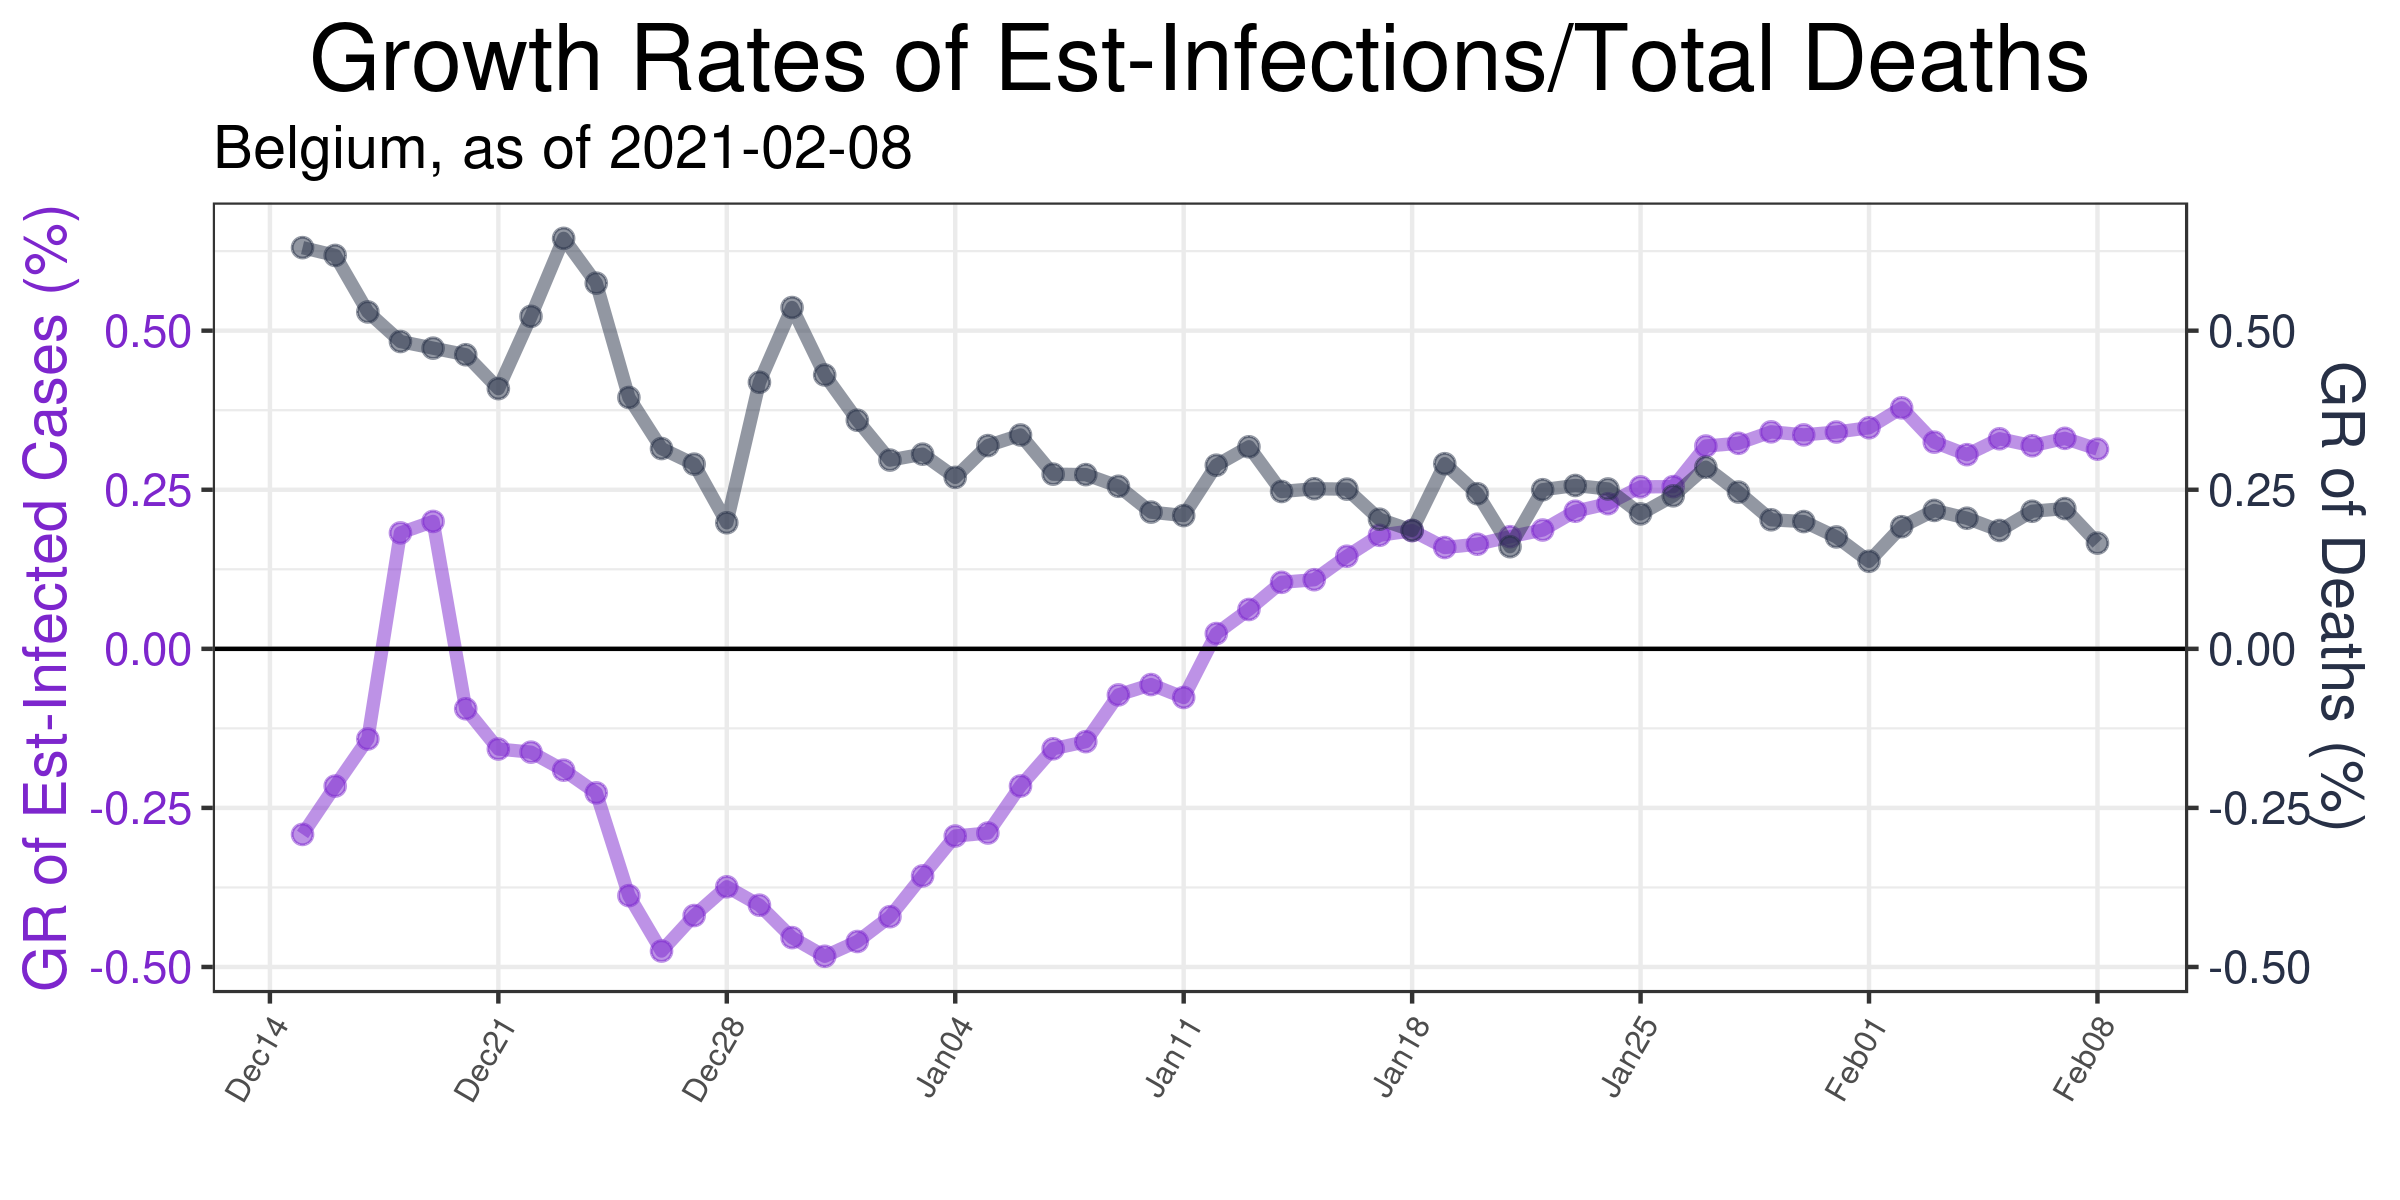 Growth Rates of Est-Infections/Total Deaths
Belgium, as of 2021-02-08
GR of Est-Infected Cases (%)
0.50
0.25
0.00
-0.25
-0.50
0.50
0.25
0.00
-0.25
-0.50
GR of Deaths (%)
Dec14
Dec21
Dec28
Jan04
Jan11
Jan18
Jan25
Feb01
Feb08